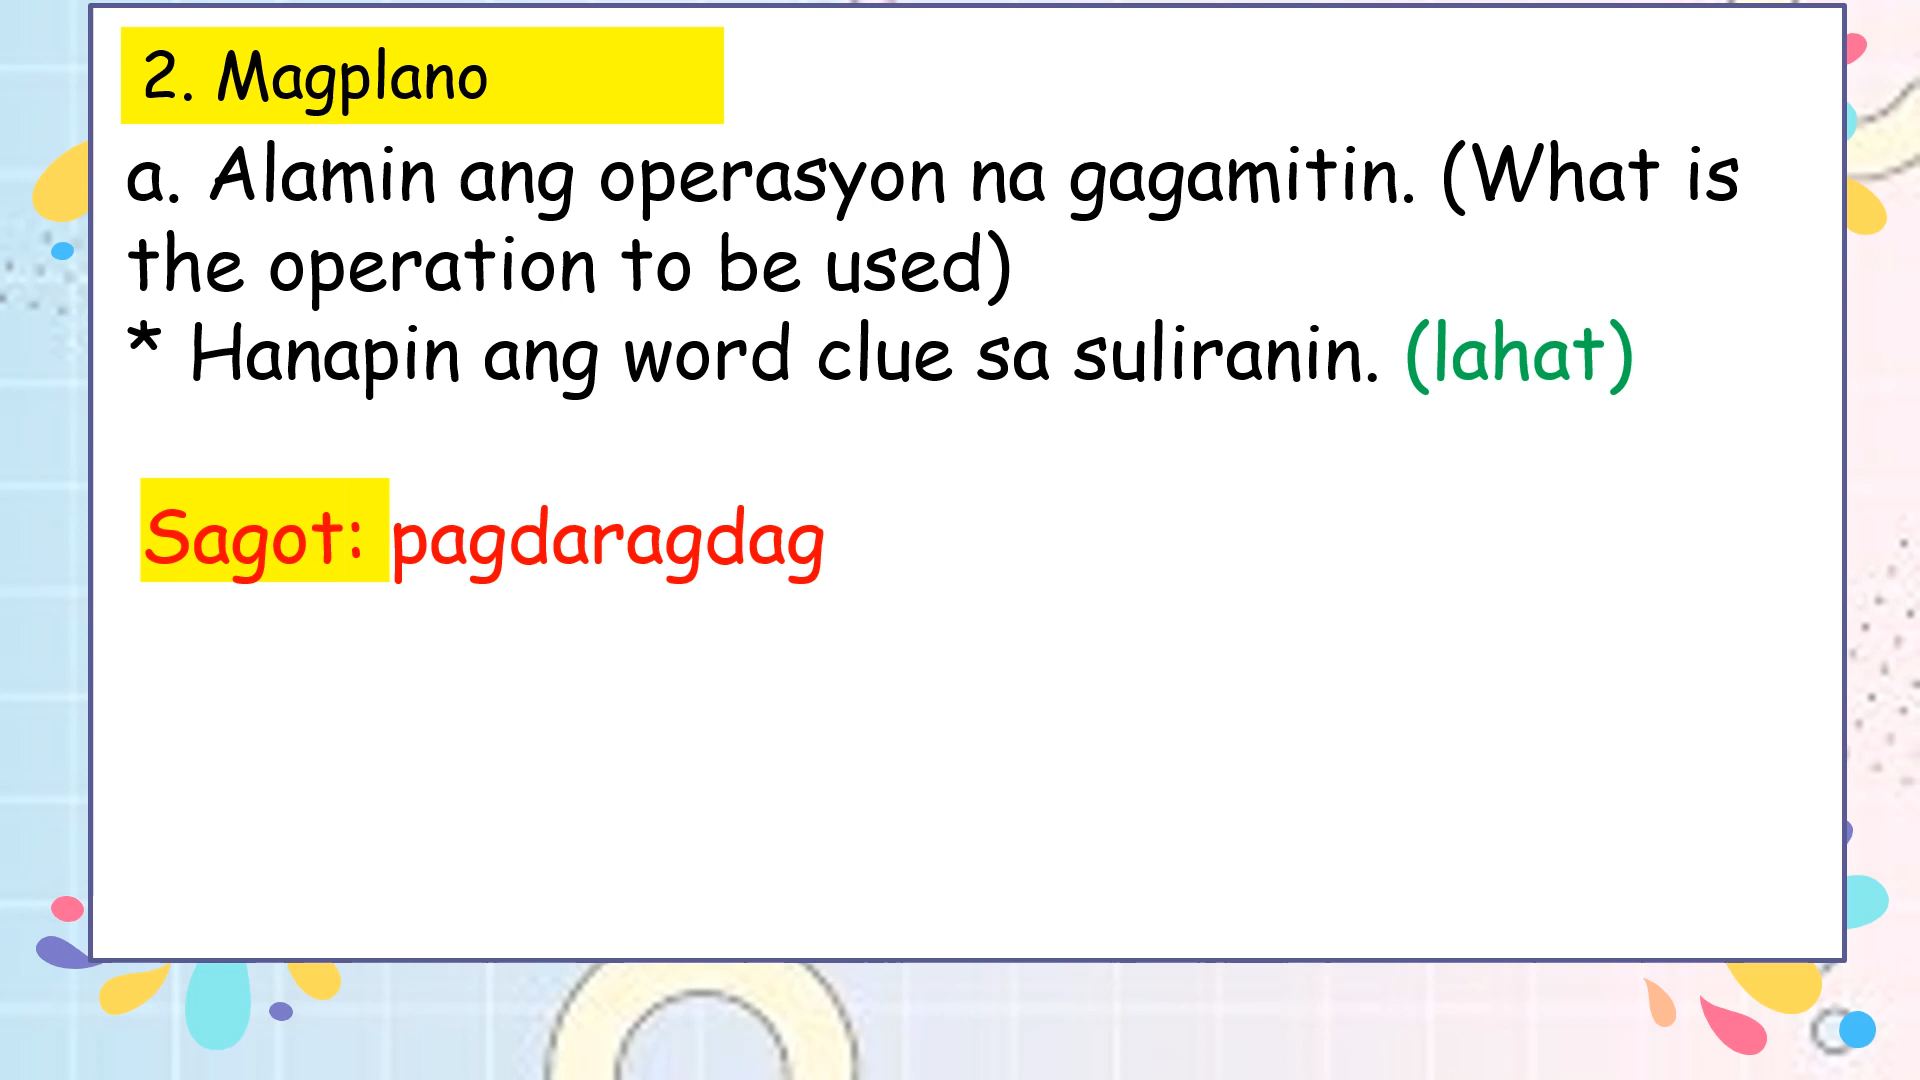 2. Magplano
a. Alamin ang operasyon na gagamitin. (What is
the operation to be used)
* Hanapin ang word clue sa suliranin. (lahat)
Sagot: pagdaragdag